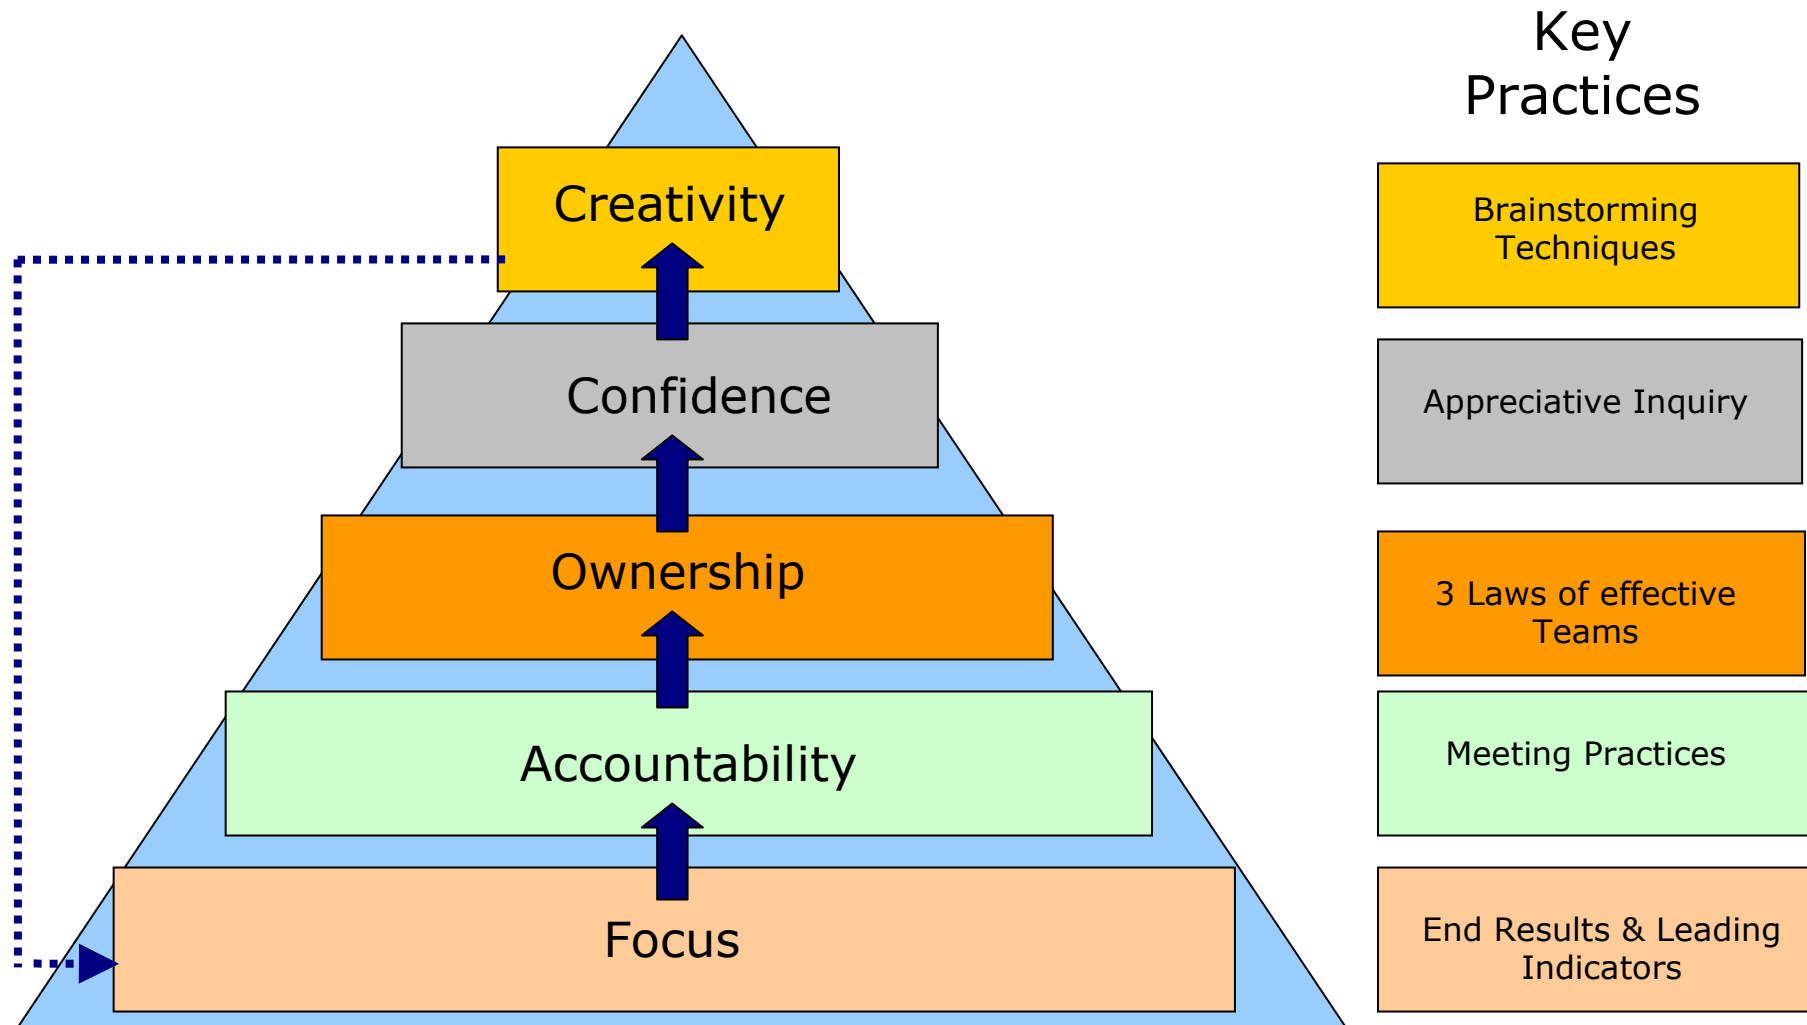 Key
Practices
Creativity
Brainstorming
Techniques
Confidence
Appreciative Inquiry
Ownership
3 Laws of effective
Teams
Accountability
Meeting Practices
Focus
End Results & Leading
Indicators